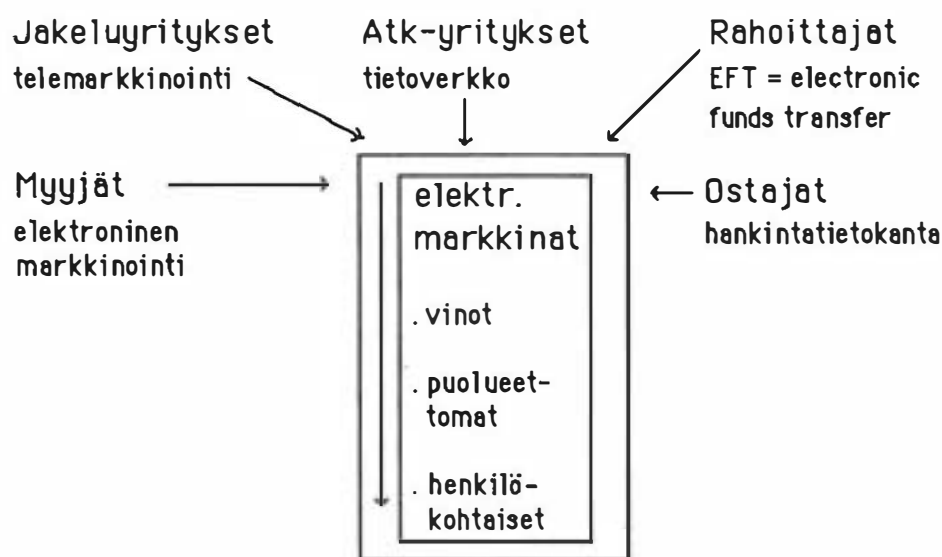 Jakeluyritykset
telemarkkinointi
Atk-yritykset
tietoverkko
Rahoittajat
EFT = electronic
funds transfer
Myyjät
elektroninen
markkinointi
elektr.
markkinat
. vinot
. puolueet-
tomat
. henkilö-
kohtaiset
Ostajat
hankintatietokanta